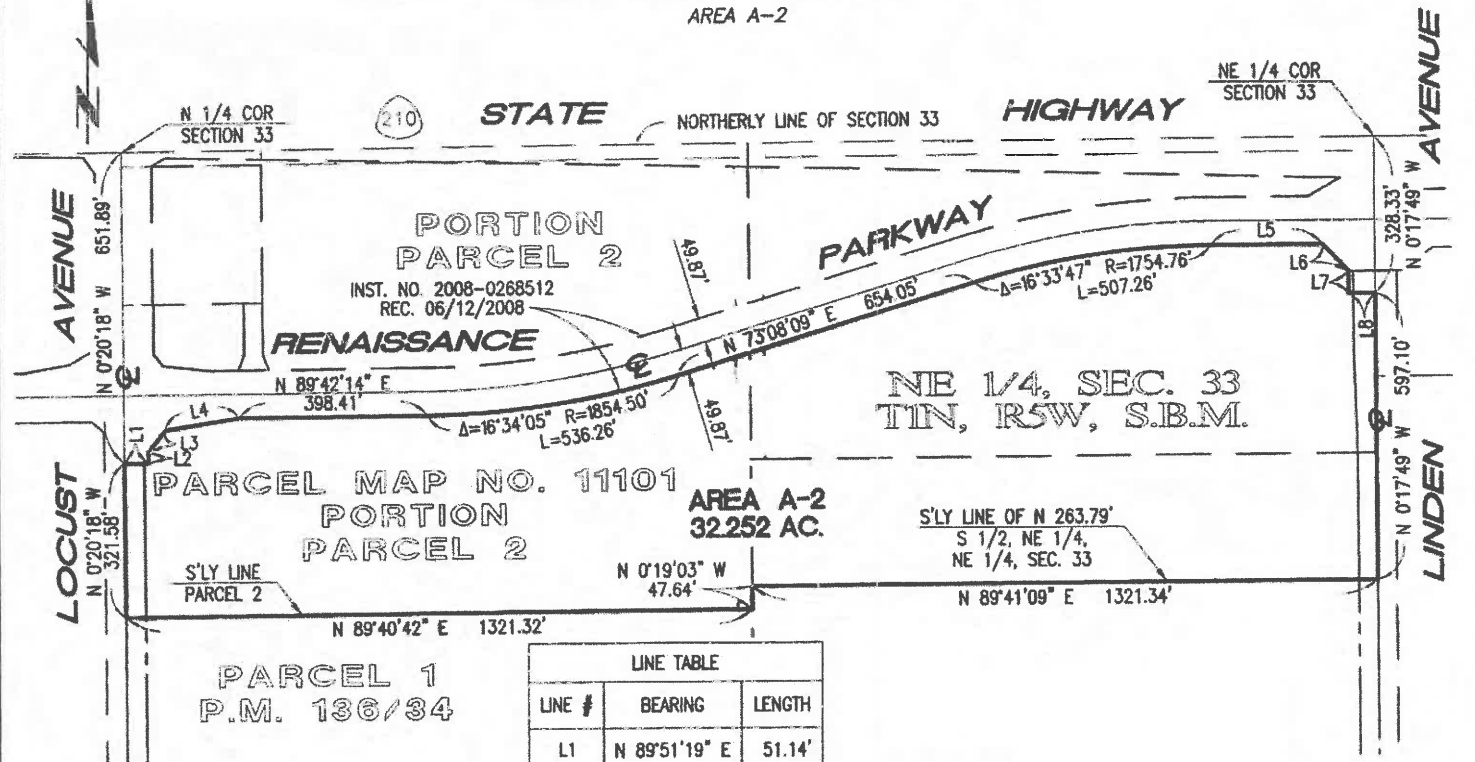 AREA A-2
N 1/4 COR
SECTION 33
210
STATE
HIGHWAY
NORTHERLY LINE OF SECTION 33
NE 1/4 COR
SECTION 33
AVENUE
AVENUE
N 0°20'18" W 651.89'
328.33'
N 0°17'49" W
PORTION
PARCEL 2
INST. NO. 2008-0268512
REC. 06/12/2008
RENAISSANCE
PARKWAY
49.87'
N 73°08'09" E 654.05'
49.87'
Δ=16°33'47" R=1754.76'
L=507.26'
L5
L6
L7
L8
N 89°42'14" E
398.41'
Δ=16°34'05" R=1854.50'
L=536.26'
L4
L1
L3
L2
NE 1/4, SEC. 33
T1N, R5W, S.B.M.
N 0°17'49" W 597.10'
LOCUST
LINDEN
N 0°20'18" W
321.58'
PARCEL MAP NO. 11101
PORTION
PARCEL 2
AREA A-2
32.252 AC.
S'LY LINE OF N 263.79'
S 1/2, NE 1/4,
NE 1/4, SEC. 33
S'LY LINE
PARCEL 2
N 0°19'03" W
47.64'
N 89°41'09" E 1321.34'
N 89°40'42" E 1321.32'
PARCEL 1
P.M. 136/34
LINE TABLE
LINE # BEARING LENGTH
L1 N 89°51'19" E 51.14'